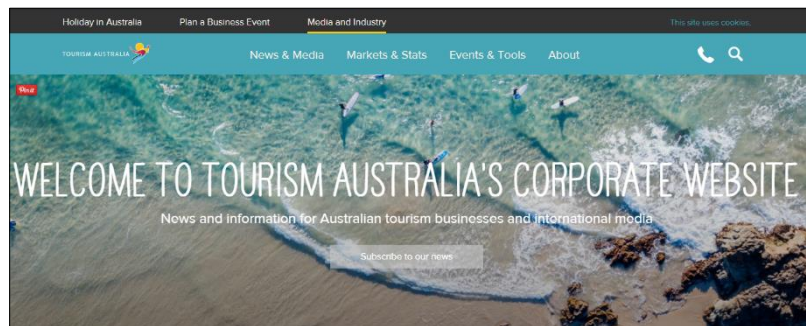 Holiday in Australia Plan a Business Event Media and Industry This site uses cookies.
TOURISM AUSTRALIA News & Media Markets & Stats Events & Tools About
Pin it
WELCOME TO TOURISM AUSTRALIA'S CORPORATE WEBSITE
News and information for Australian tourism businesses and international media
Subscribe to our news